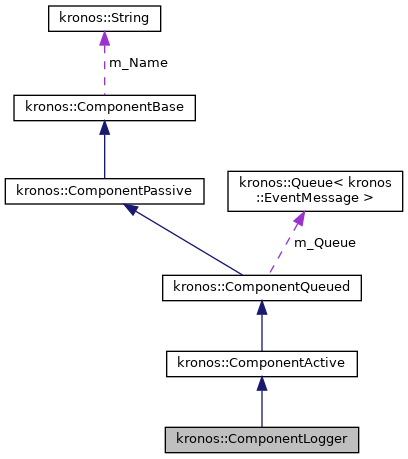 kronos::String
m_Name
kronos::ComponentBase
kronos::ComponentPassive
kronos::Queue< kronos
::EventMessage >
m_Queue
kronos::ComponentQueued
kronos::ComponentActive
kronos::ComponentLogger